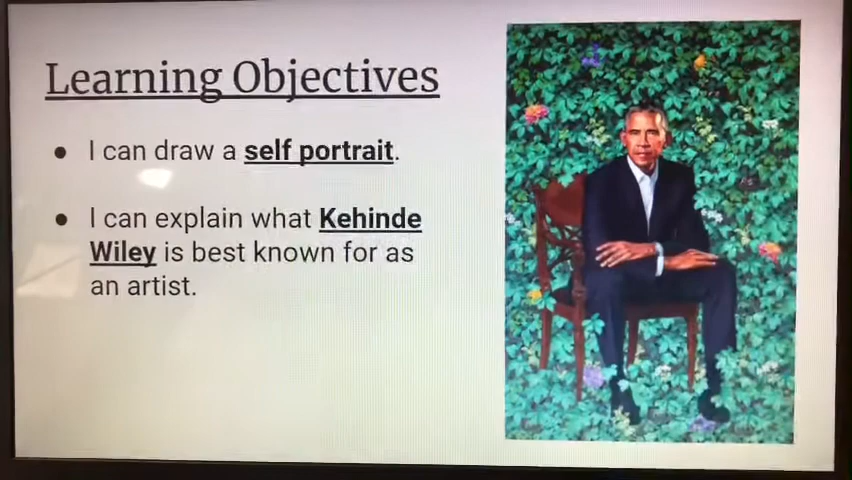 Learning Objectives
● I can draw a self portrait.
● I can explain what Kehinde
Wiley is best known for as
an artist.